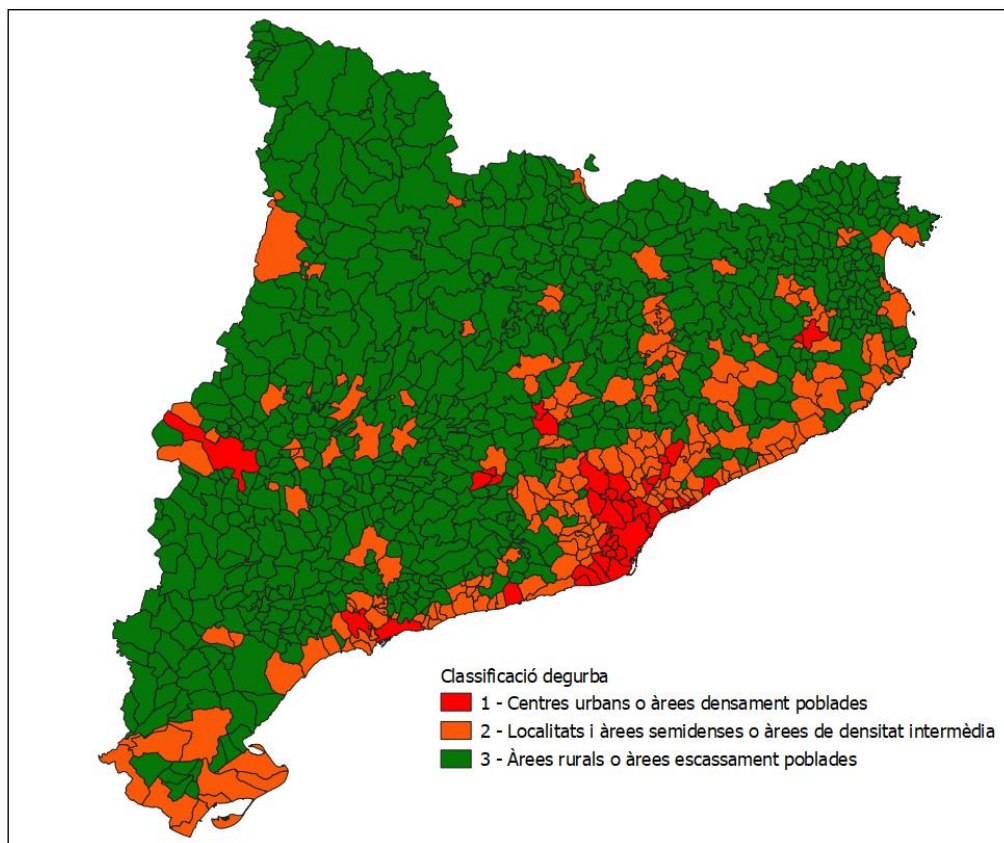 Classificació degurba
1 - Centres urbans o àrees densament poblades
2 - Localitats i àrees semidenses o àrees de densitat intermèdia
3 - Àrees rurals o àrees escassament poblades